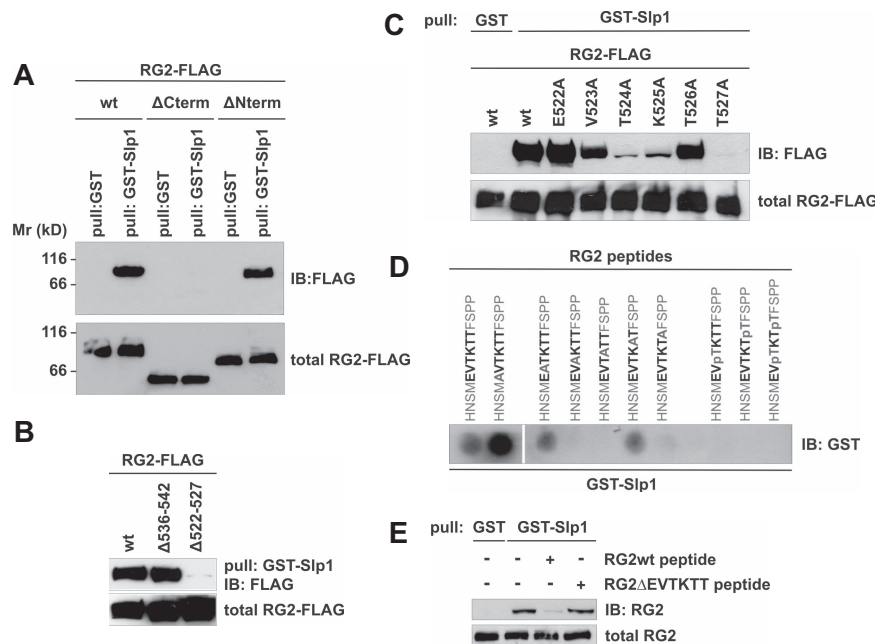 A
RG2-FLAG
wt ΔCterm ΔNterm
pull:GST
pull: GST-Slp1
pull:GST
pull: GST-Slp1
pull:GST
pull: GST-Slp1
Mr (kD)
116
66
IB:FLAG
116
66
total RG2-FLAG
B
RG2-FLAG
wt
Δ536-542
Δ522-527
pull: GST-Slp1
IB: FLAG
total RG2-FLAG
C
pull: GST GST-Slp1
RG2-FLAG
wt
wt
E522A
V523A
T524A
K525A
T526A
T527A
IB: FLAG
total RG2-FLAG
D
RG2 peptides
HNSMEVTKTTFSPP
HNSMAVTKTTFSPP
HNSMEATKTTFSPP
HNSMEVAKTTFSPP
HNSMEVTATTFSPP
HNSMEVTKATFSPP
HNSMEVTKTAFSPP
HNSMEVpTKTTFSPP
HNSMEVTKTpTFSPP
HNSMEVpTKTpTFSPP
IB: GST
GST-Slp1
E
pull: GST GST-Slp1
- - + - RG2wt peptide
- - - + RG2ΔEVTKTT peptide
IB: RG2
total RG2